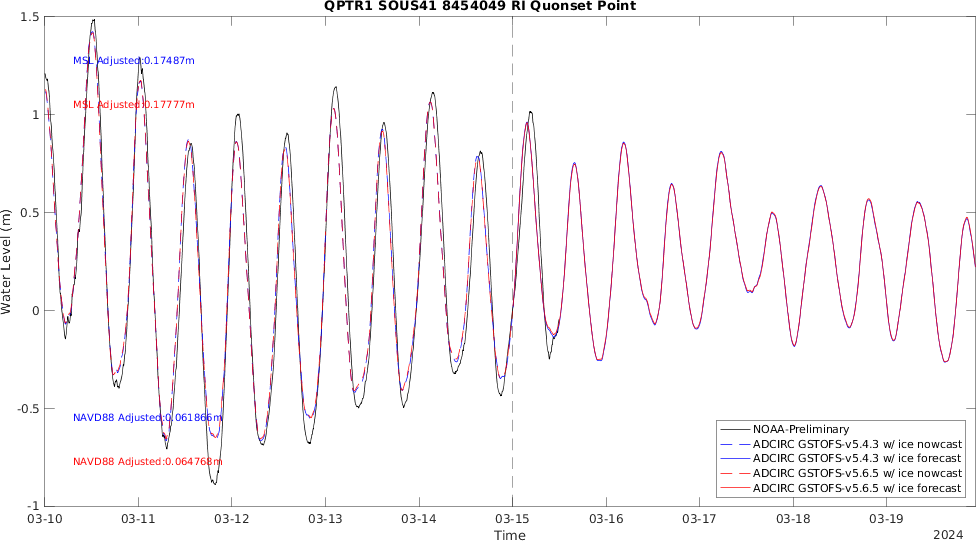 QPTR1 SOUS41 8454049 RI Quonset Point
1.5
1
0.5
0
-0.5
-1
Water Level (m)
MSL Adjusted:0.17487m
MSL Adjusted:0.17777m
NAVD88 Adjusted:0.061866m
NAVD88 Adjusted:0.064768m
NOAA-Preliminary
ADCIRC GSTOFS-v5.4.3 w/ ice nowcast
ADCIRC GSTOFS-v5.4.3 w/ ice forecast
ADCIRC GSTOFS-v5.6.5 w/ ice nowcast
ADCIRC GSTOFS-v5.6.5 w/ ice forecast
03-10 03-11 03-12 03-13 03-14 03-15 03-16 03-17 03-18 03-19
Time
2024